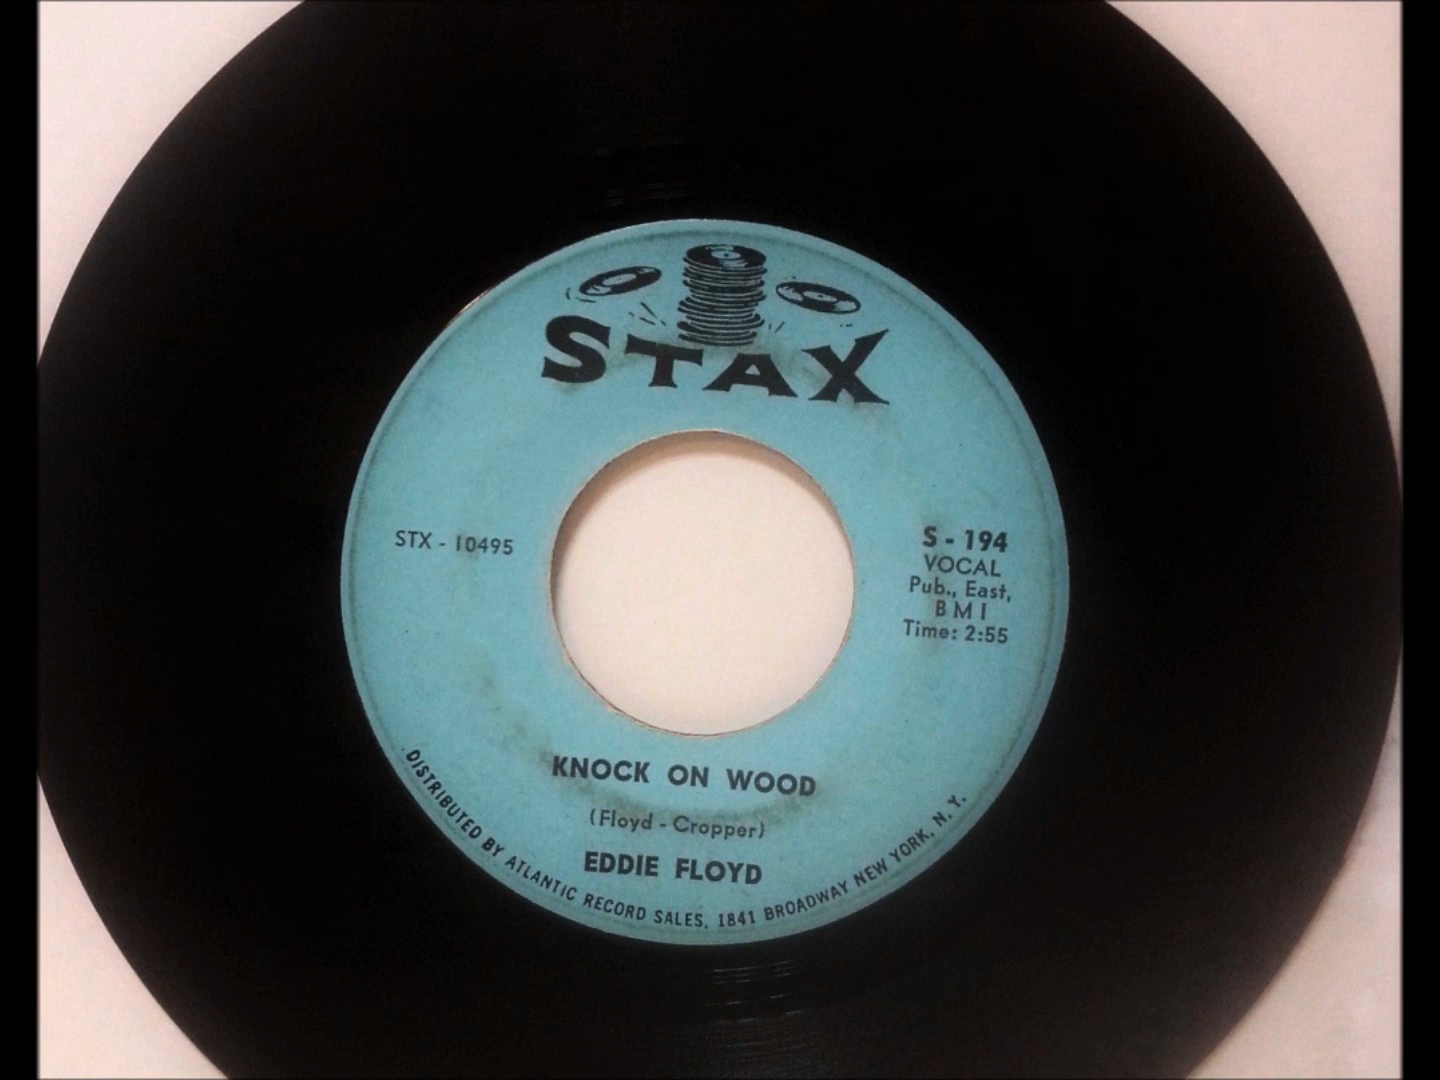 STAX
STX - 10495
S - 194
VOCAL
Pub., East,
B M I
Time: 2:55
KNOCK ON WOOD
(Floyd - Cropper)
EDDIE FLOYD
DISTRIBUTED BY ATLANTIC RECORD SALES, 1841 BROADWAY NEW YORK, N. Y.